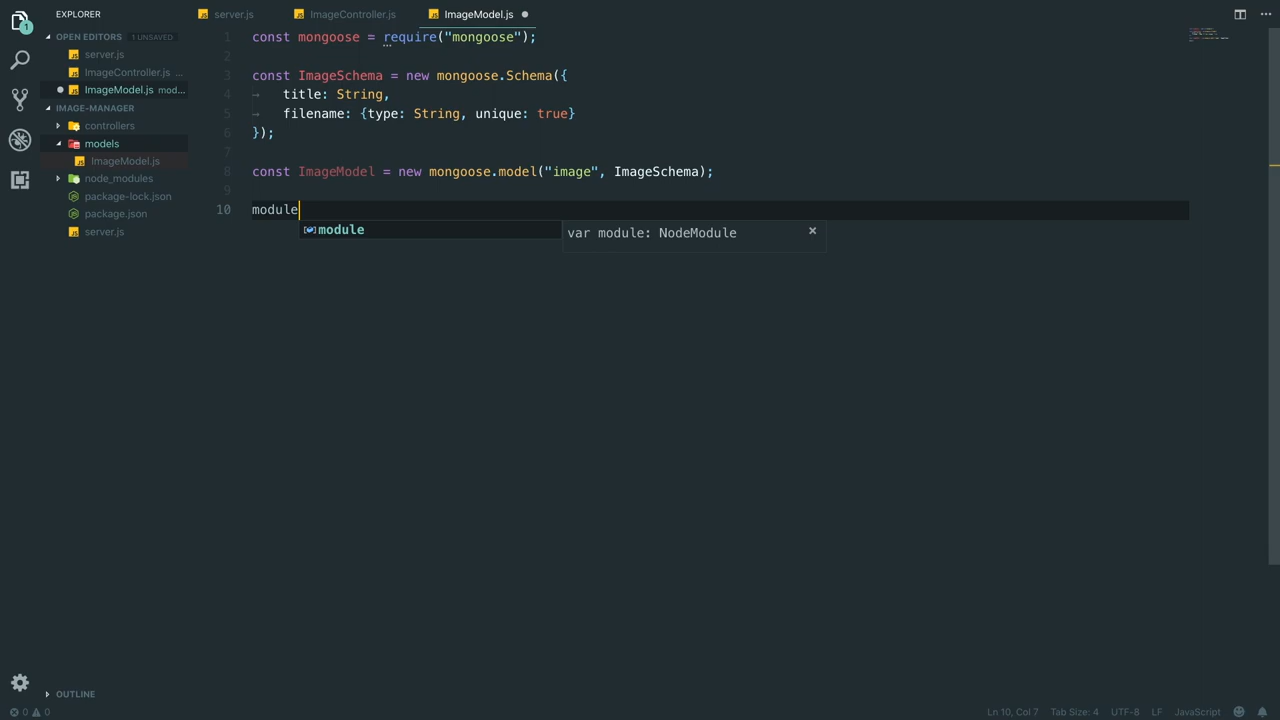 EXPLORER
server.js
ImageController.js
ImageModel.js
OPEN EDITORS 1 UNSAVED
server.js
ImageController.js ...
ImageModel.js mod...
IMAGE-MANAGER
controllers
models
ImageModel.js
node_modules
package-lock.json
package.json
server.js
1
1 const mongoose = require("mongoose");
2
3 const ImageSchema = new mongoose.Schema({
4 → title: String,
5 → filename: {type: String, unique: true}
6 });
7
8 const ImageModel = new mongoose.model("image", ImageSchema);
9
10 module
module
var module: NodeModule ×
OUTLINE
0 0
Ln 10, Col 7 Tab Size: 4 UTF-8 LF JavaScript